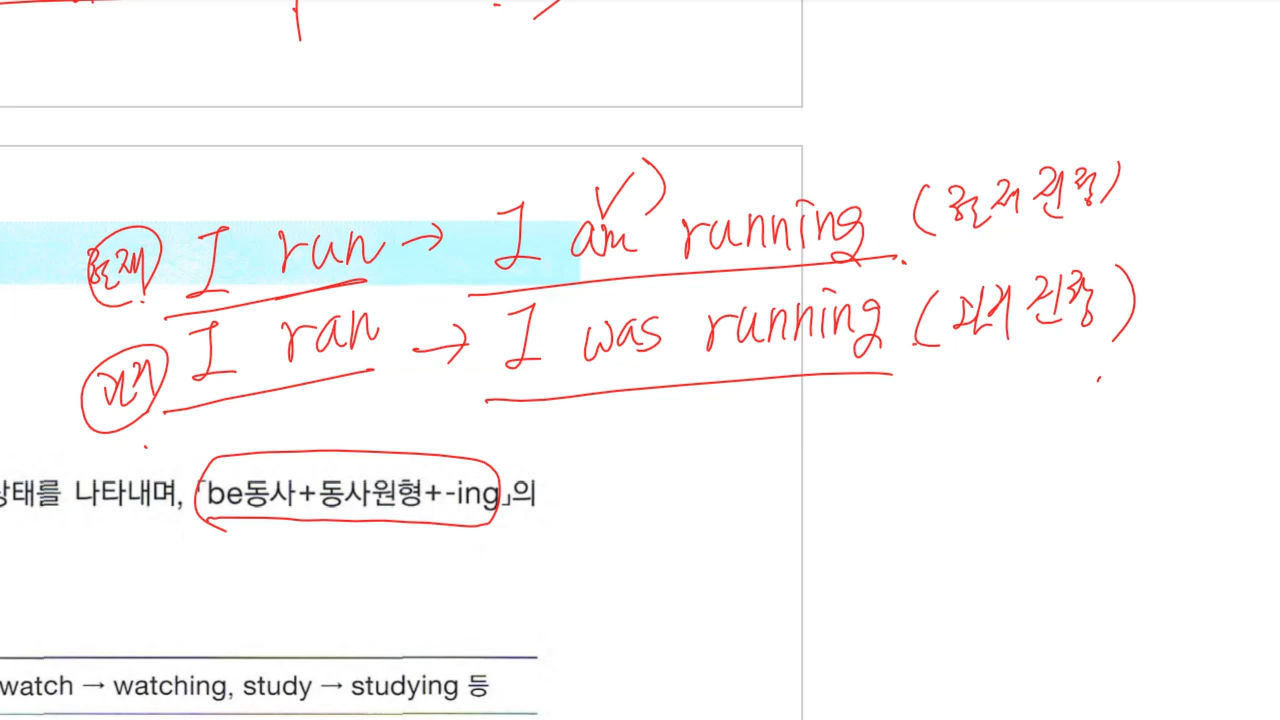 현재 I run → I am running (현재 진행)
과거 I ran → I was running (과거 진행)
상태를 나타내며, 「be동사+동사원형+-ing」의
watch → watching, study → studying 등